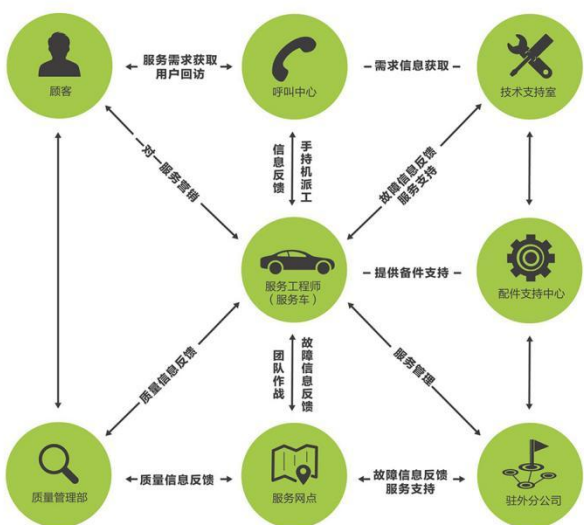 服务需求获取
用户回访
需求信息获取
顾客
呼叫中心
技术支持室
对一服务营销
信息反馈
手持机派工
故障信息反馈
服务支持
服务工程师
(服务车)
提供备件支持
配件支持中心
质量信息反馈
团队作战
故障信息反馈
服务管理
质量管理部
质量信息反馈
服务网点
故障信息反馈
服务支持
驻外分公司